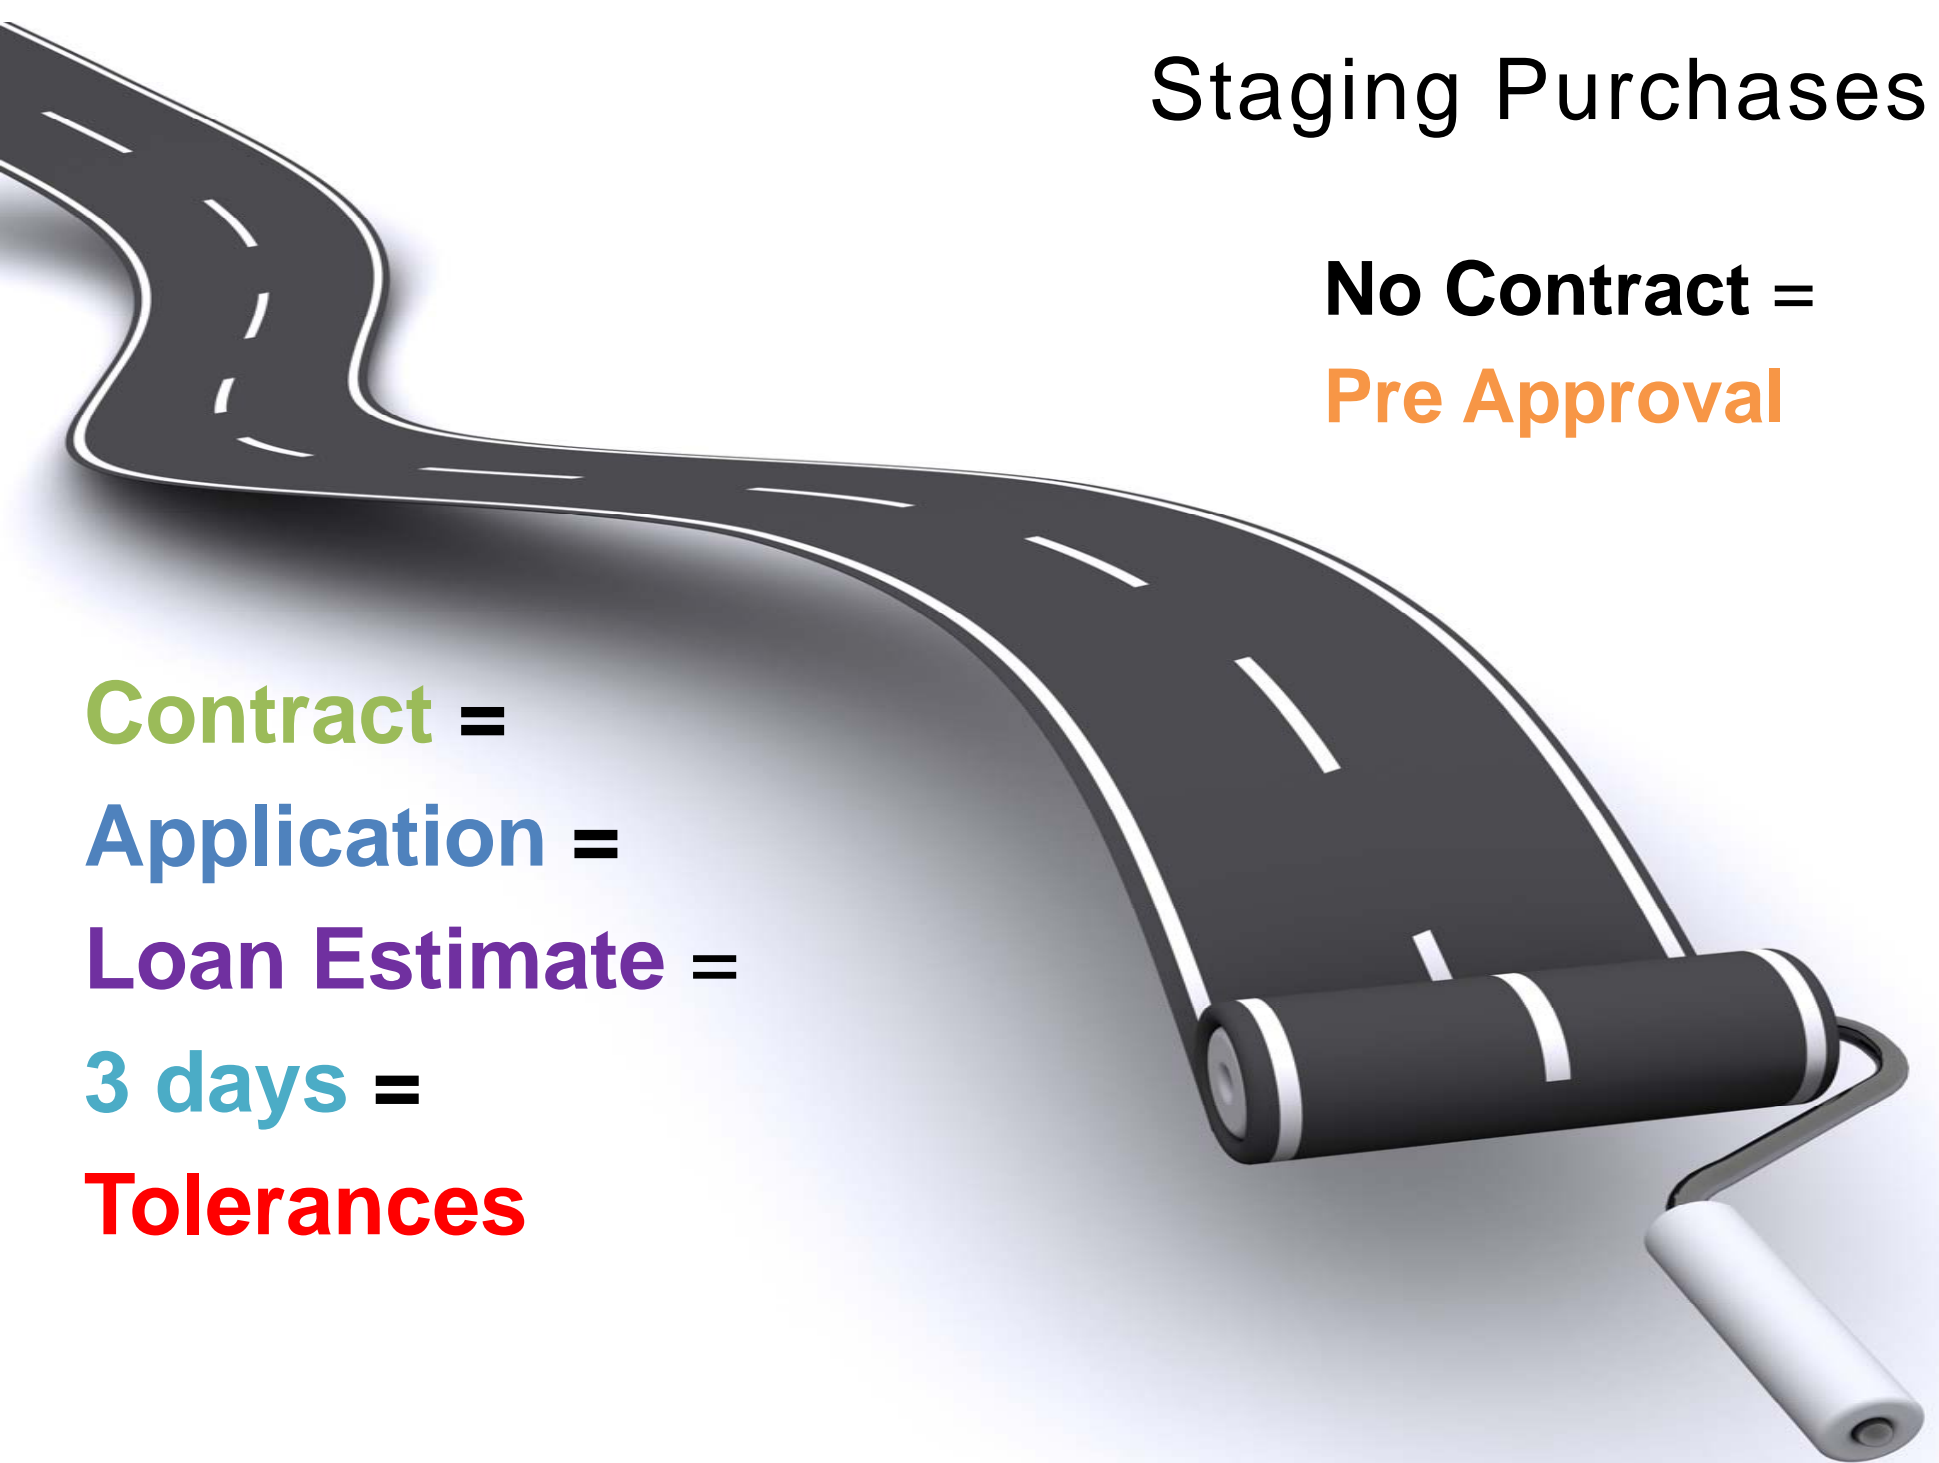 Staging Purchases
No Contract =
Pre Approval
Contract =
Application =
Loan Estimate =
3 days =
Tolerances